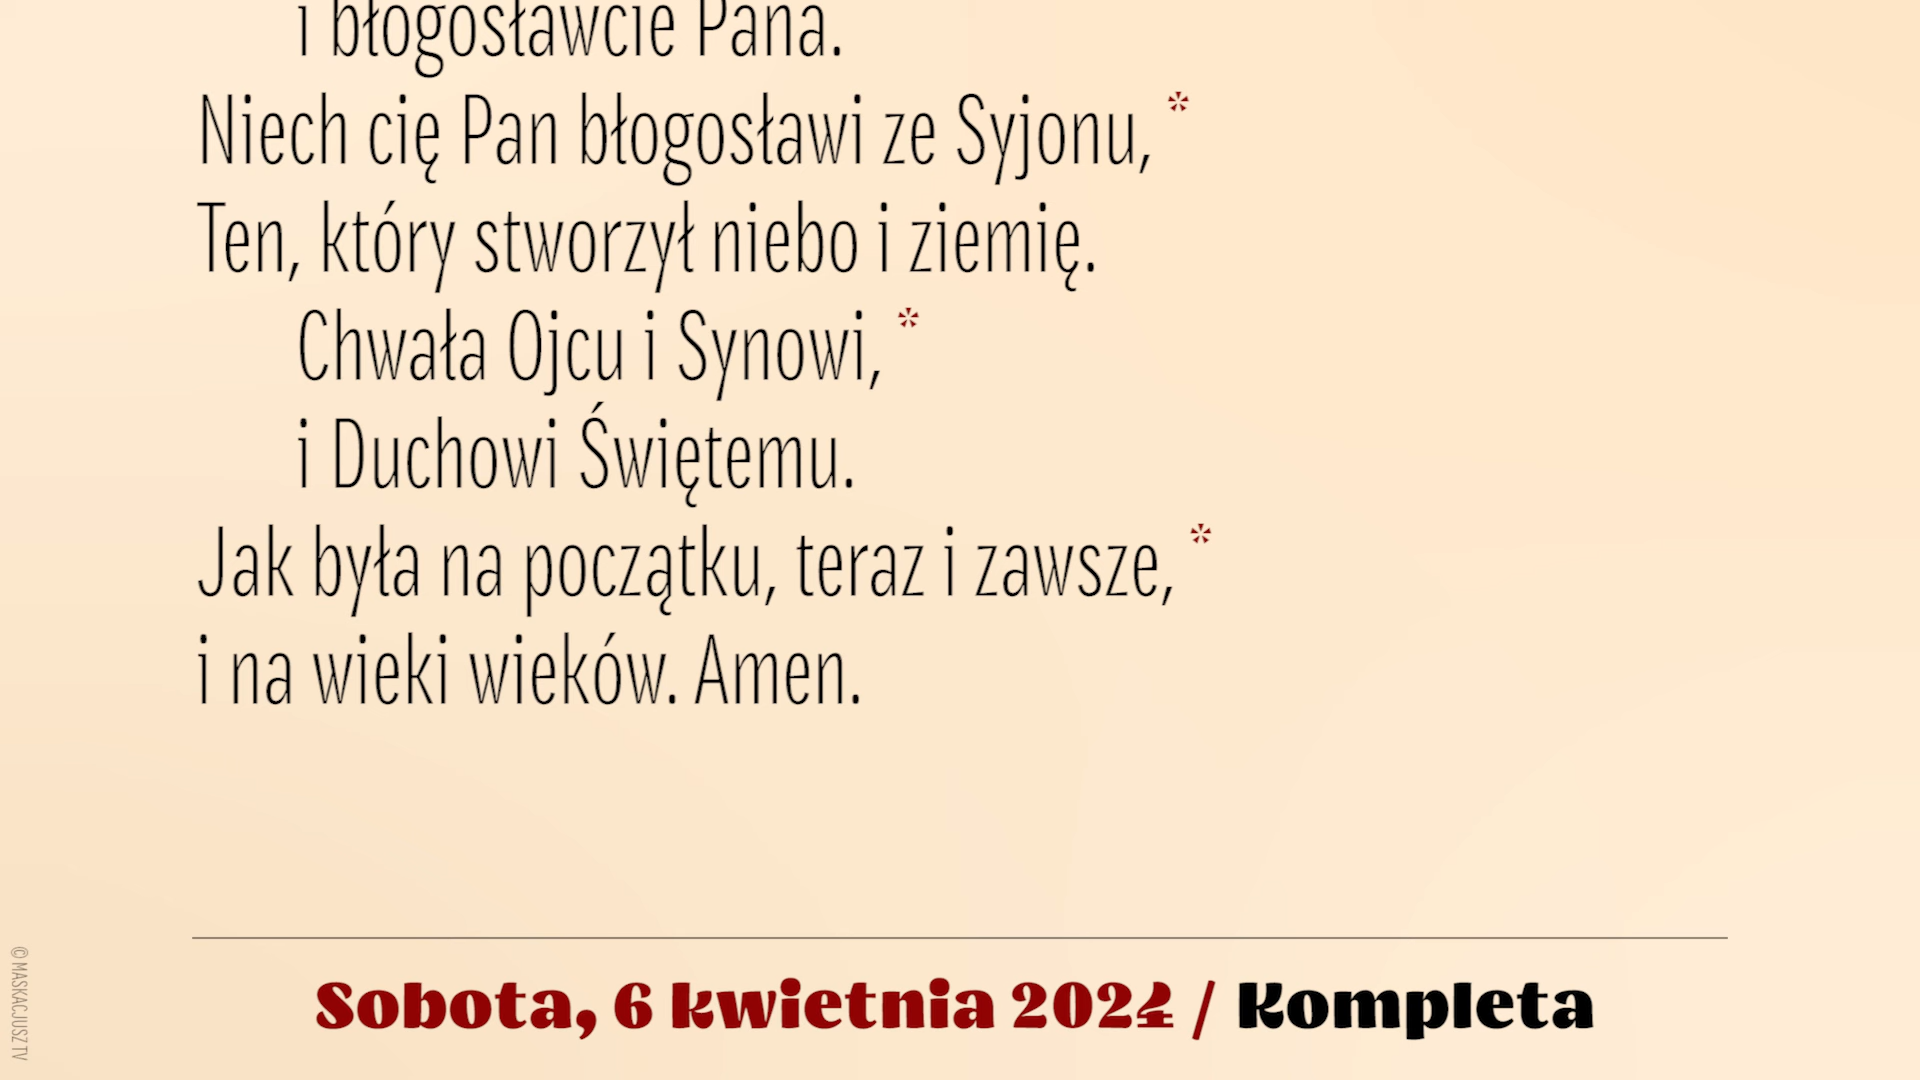 i błogosławcie Pana.
Niech cię Pan błogosławi ze Syjonu, *
Ten, który stworzył niebo i ziemię.
Chwała Ojcu i Synowi, *
i Duchowi Świętemu.
Jak była na początku, teraz i zawsze, *
i na wieki wieków. Amen.
Sobota, 6 kwietnia 2024 / Kompleta
© MASKACJUSZ TV